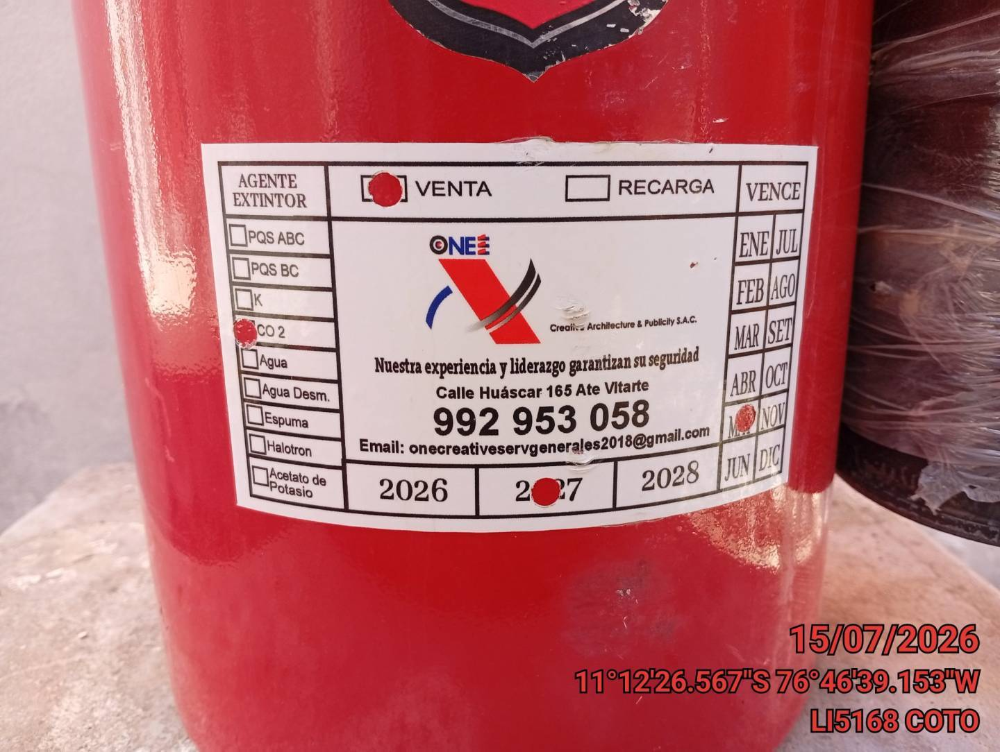 AGENTE
EXTINTOR
VENTA
RECARGA
VENCE
PQS ABC
PQS BC
K
CO 2
Agua
Agua Desm.
Espuma
Halotron
Acetato de
Potasio
ONEE
Creative Architecture & Publicity S.A.C.
Nuestra experiencia y liderazgo garantizan su seguridad
Calle Huáscar 165 Ate Vitarte
992 953 058
Email: onecreativeservgenerales2018@gmail.com
2026
2027
2028
ENE JUL
FEB AGO
MAR SET
ABR OCT
NOV
JUN DIC
15/07/2026
11°12'26.567"S 76°46'39.153"W
LI5168 COTO